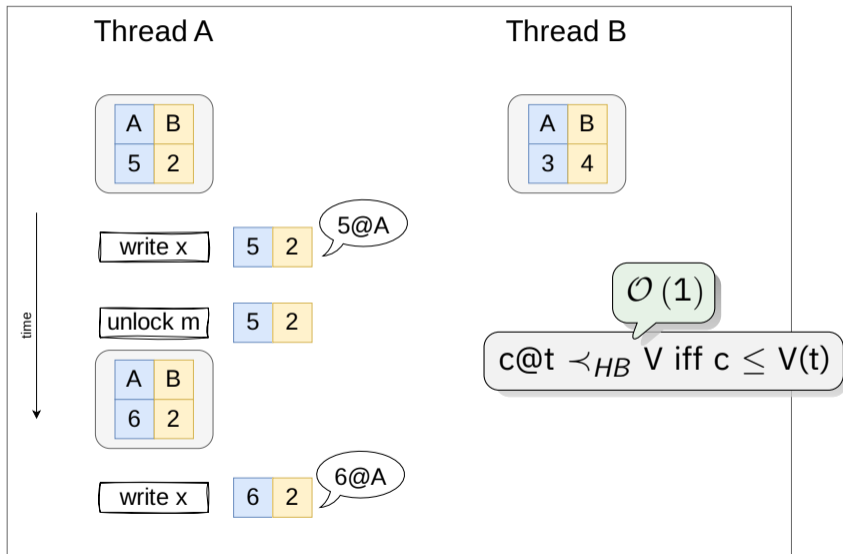 Thread A
Thread B
A B
5 2
A B
3 4
time
write x
5 2
5@A
unlock m
5 2
O (1)
c@t ≺HB V iff c ≤ V(t)
A B
6 2
write x
6 2
6@A